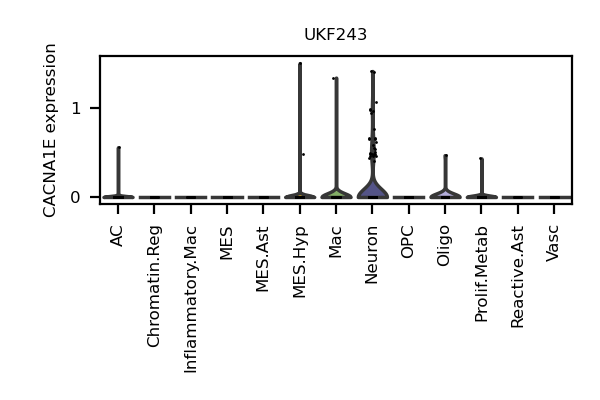 UKF243
CACNA1E expression
1
0
AC
Chromatin.Reg
Inflammatory.Mac
MES
MES.Ast
MES.Hyp
Mac
Neuron
OPC
Oligo
Prolif.Metab
Reactive.Ast
Vasc